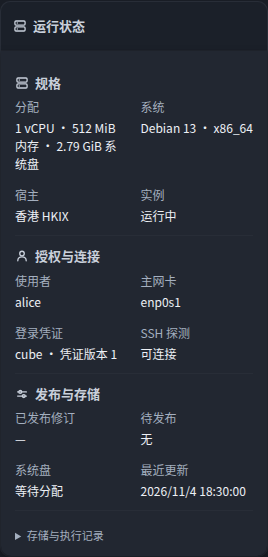 运行状态
规格
分配
系统
1 vCPU • 512 MiB
内存 • 2.79 GiB 系
统盘
Debian 13 • x86_64
宿主
实例
香港 HKIX
运行中
授权与连接
使用者
主网卡
alice
enp0s1
登录凭证
SSH 探测
cube • 凭证版本 1
可连接
发布与存储
已发布修订
待发布
—
无
系统盘
最近更新
等待分配
2026/11/4 18:30:00
存储与执行记录